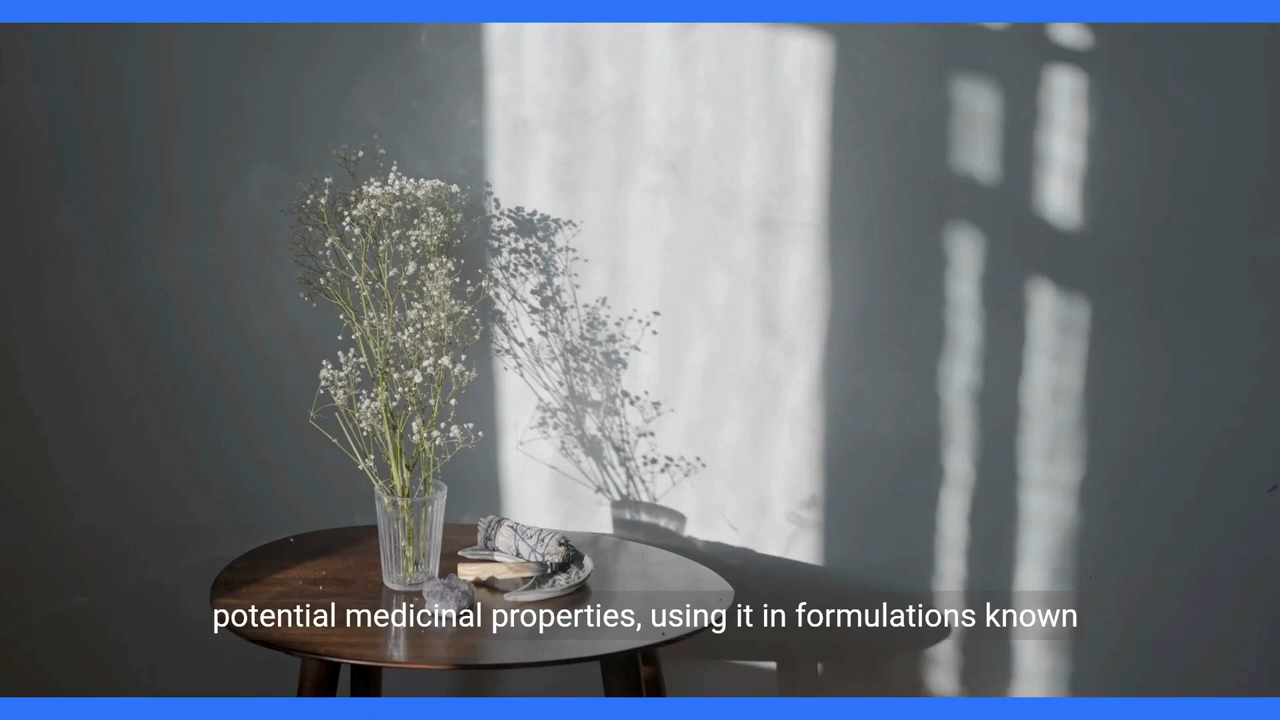 potential medicinal properties, using it in formulations known